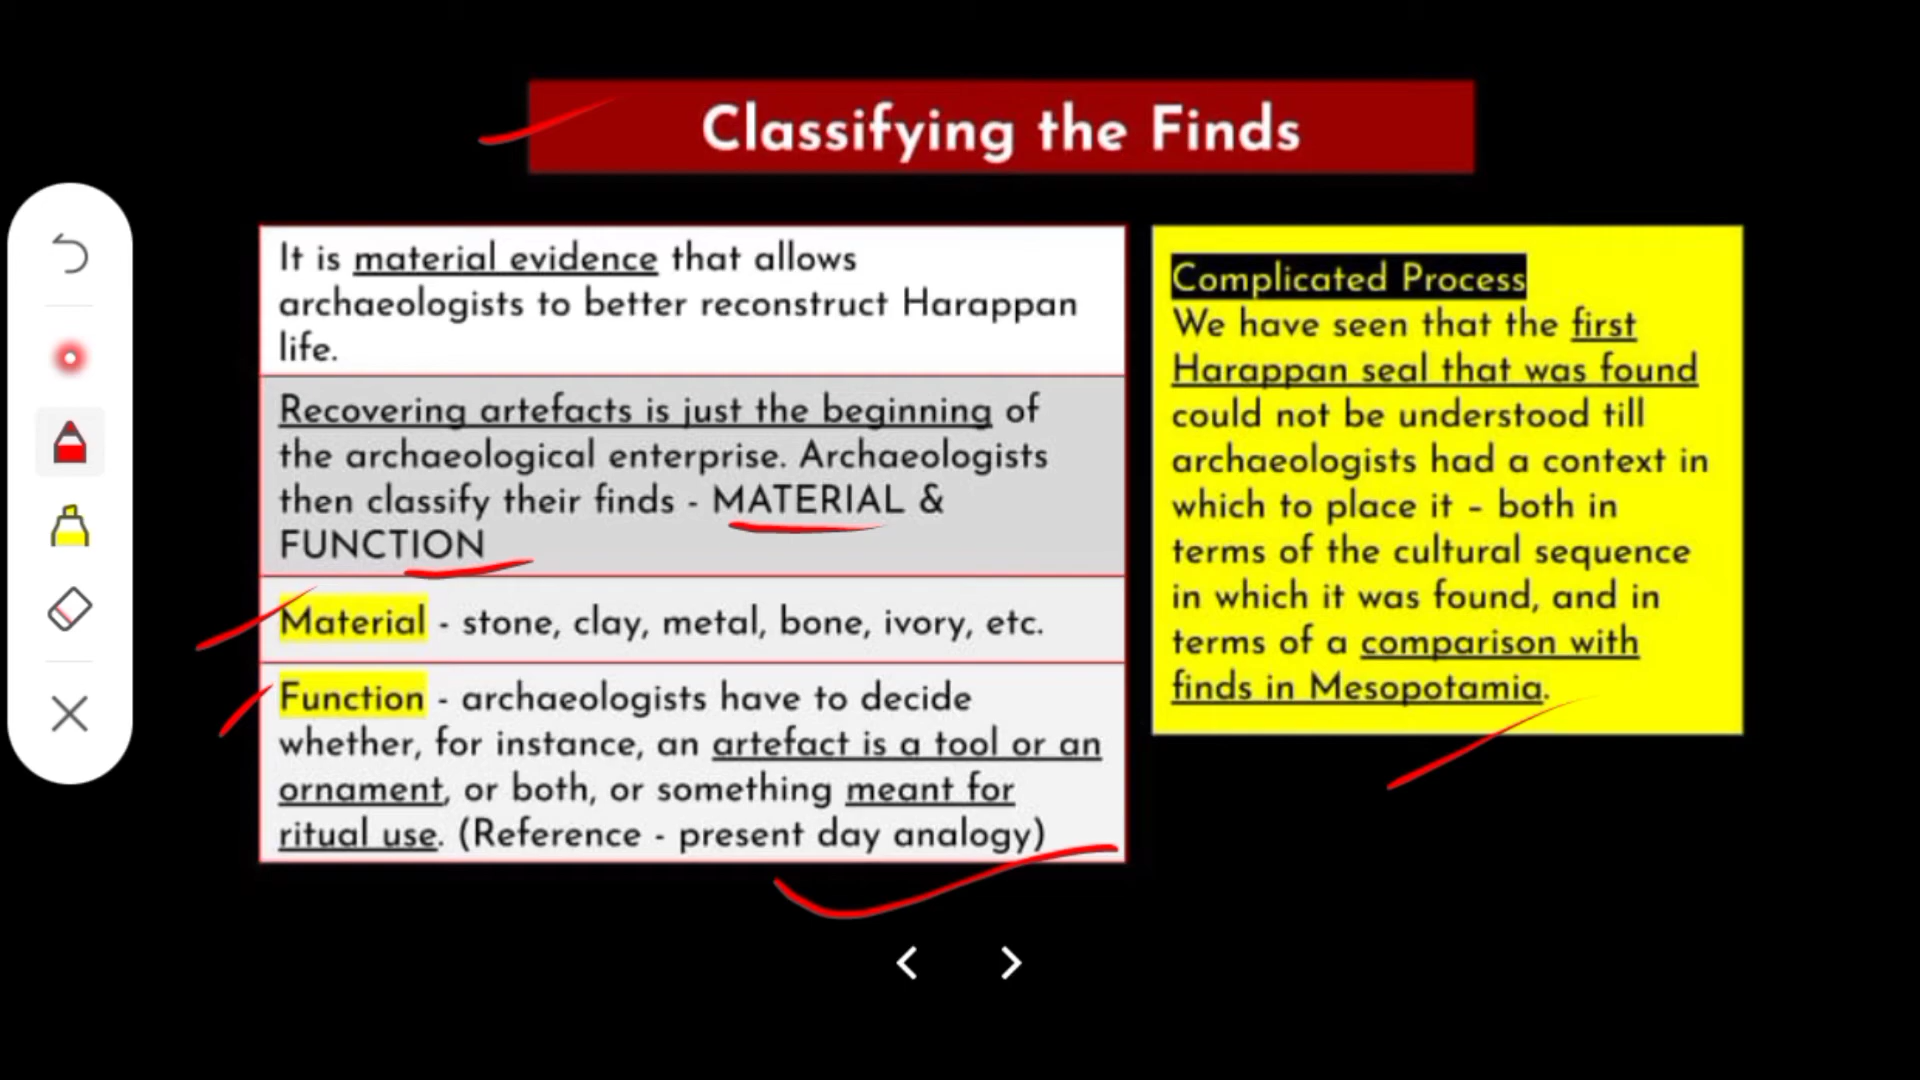 Classifying the Finds
It is material evidence that allows
archaeologists to better reconstruct Harappan
life.
Recovering artefacts is just the beginning of
the archaeological enterprise. Archaeologists
then classify their finds - MATERIAL &
FUNCTION
Material - stone, clay, metal, bone, ivory, etc.
Function - archaeologists have to decide
whether, for instance, an artefact is a tool or an
ornament, or both, or something meant for
ritual use. (Reference - present day analogy)
Complicated Process
We have seen that the first
Harappan seal that was found
could not be understood till
archaeologists had a context in
which to place it – both in
terms of the cultural sequence
in which it was found, and in
terms of a comparison with
finds in Mesopotamia.